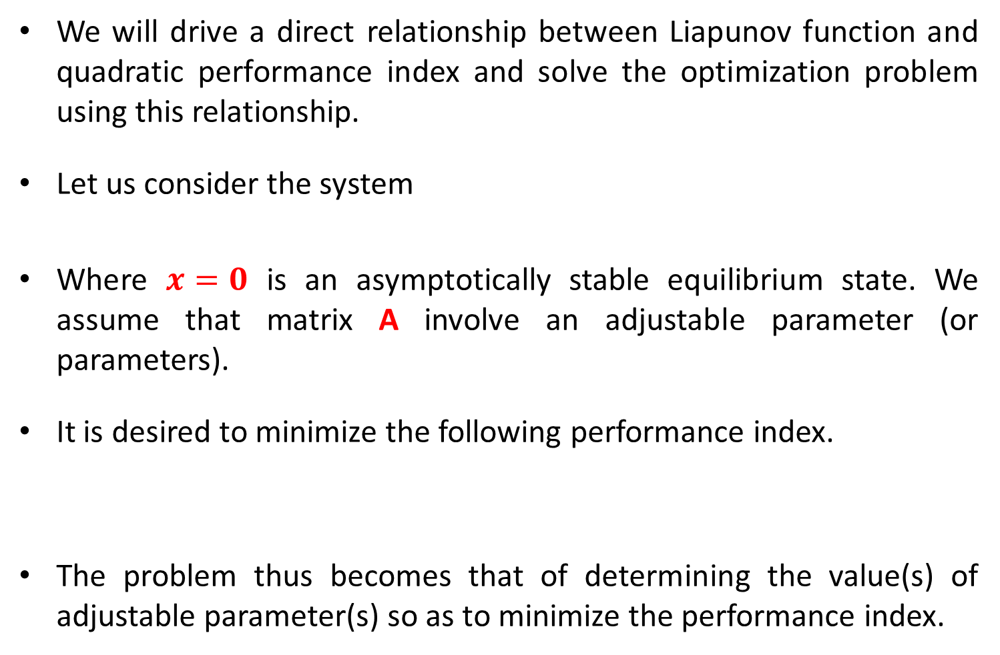 • We will drive a direct relationship between Liapunov function and
quadratic performance index and solve the optimization problem
using this relationship.
• Let us consider the system
• Where x = 0 is an asymptotically stable equilibrium state. We
assume that matrix A involve an adjustable parameter (or
parameters).
• It is desired to minimize the following performance index.
• The problem thus becomes that of determining the value(s) of
adjustable parameter(s) so as to minimize the performance index.